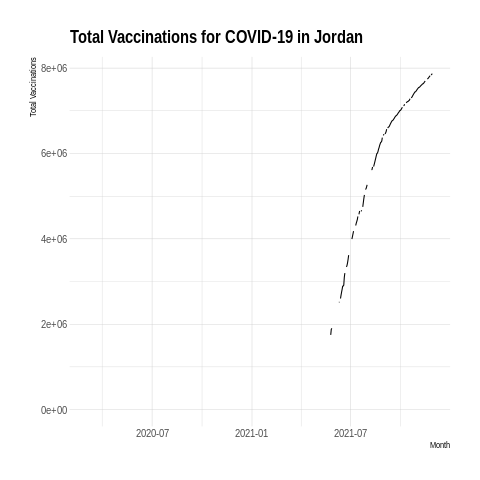 Total Vaccinations for COVID-19 in Jordan
Total Vaccinations
8e+06
6e+06
4e+06
2e+06
0e+00
2020-07
2021-01
2021-07
Month